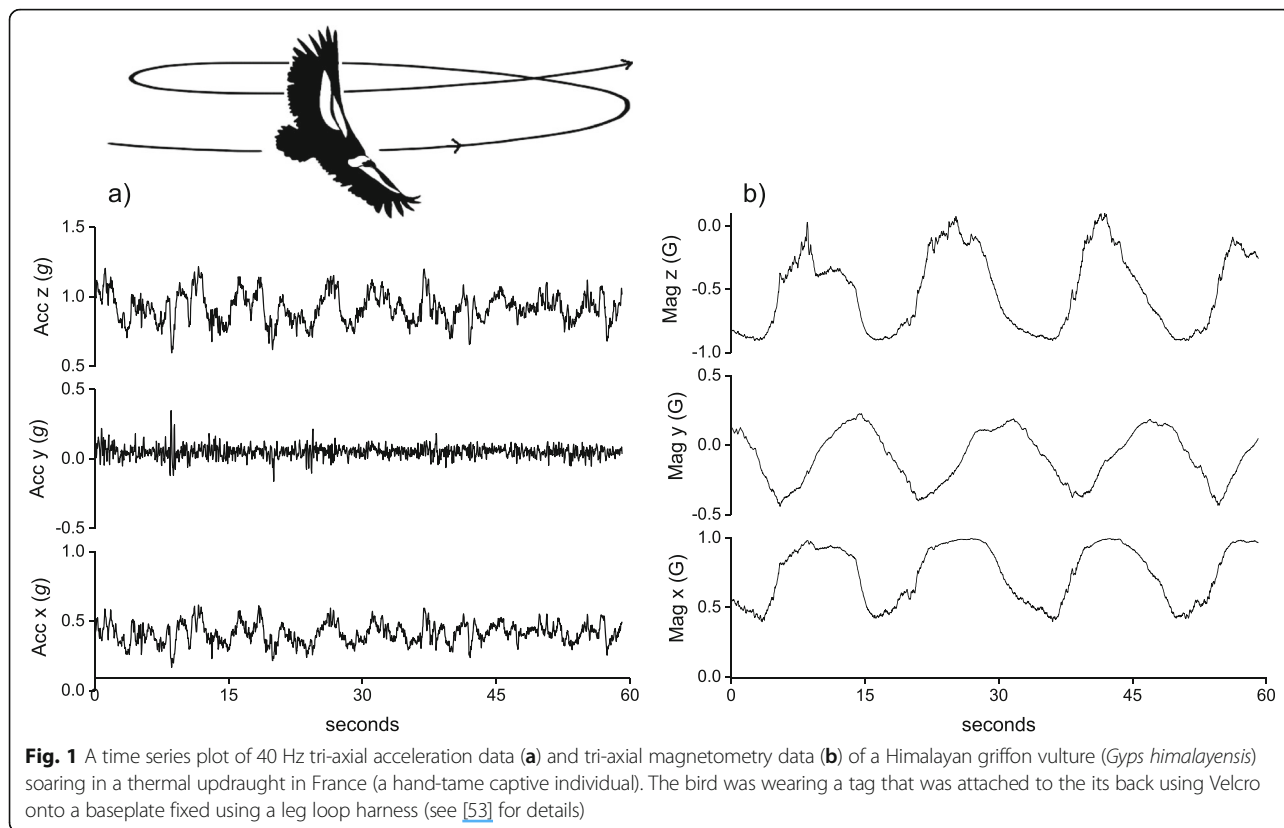 a)
b)
1.5
1.0
0.5
Acc z (g)
0.5
0.0
-0.5
Acc y (g)
1.0
0.5
0.0
Acc x (g)
0 15 30 45 60
seconds
0.0
-0.5
-1.0
Mag z (G)
0.5
0.0
-0.5
Mag y (G)
1.0
0.5
0.0
Mag x (G)
0 15 30 45 60
seconds
Fig. 1 A time series plot of 40 Hz tri-axial acceleration data (a) and tri-axial magnetometry data (b) of a Himalayan griffon vulture (Gyps himalayensis)
soaring in a thermal updraught in France (a hand-tame captive individual). The bird was wearing a tag that was attached to the its back using Velcro
onto a baseplate fixed using a leg loop harness (see [53] for details)